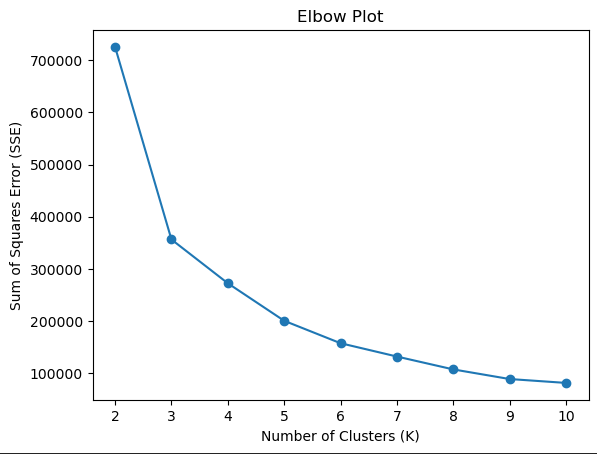 Elbow Plot
Sum of Squares Error (SSE)
700000
600000
500000
400000
300000
200000
100000
2 3 4 5 6 7 8 9 10
Number of Clusters (K)